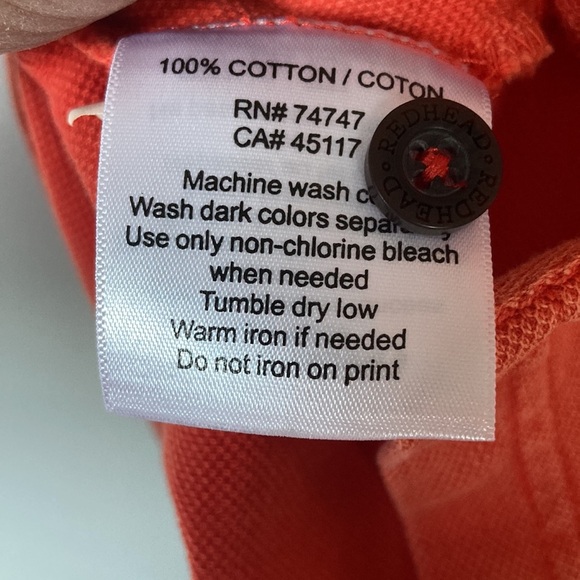 100% COTTON / COTON
RN# 74747
CA# 45117
REDHEAD • REDHEAD •
Machine wash
Wash dark colors
Use only non-chlorine bleach
when needed
Tumble dry low
Warm iron if needed
Do not iron on print